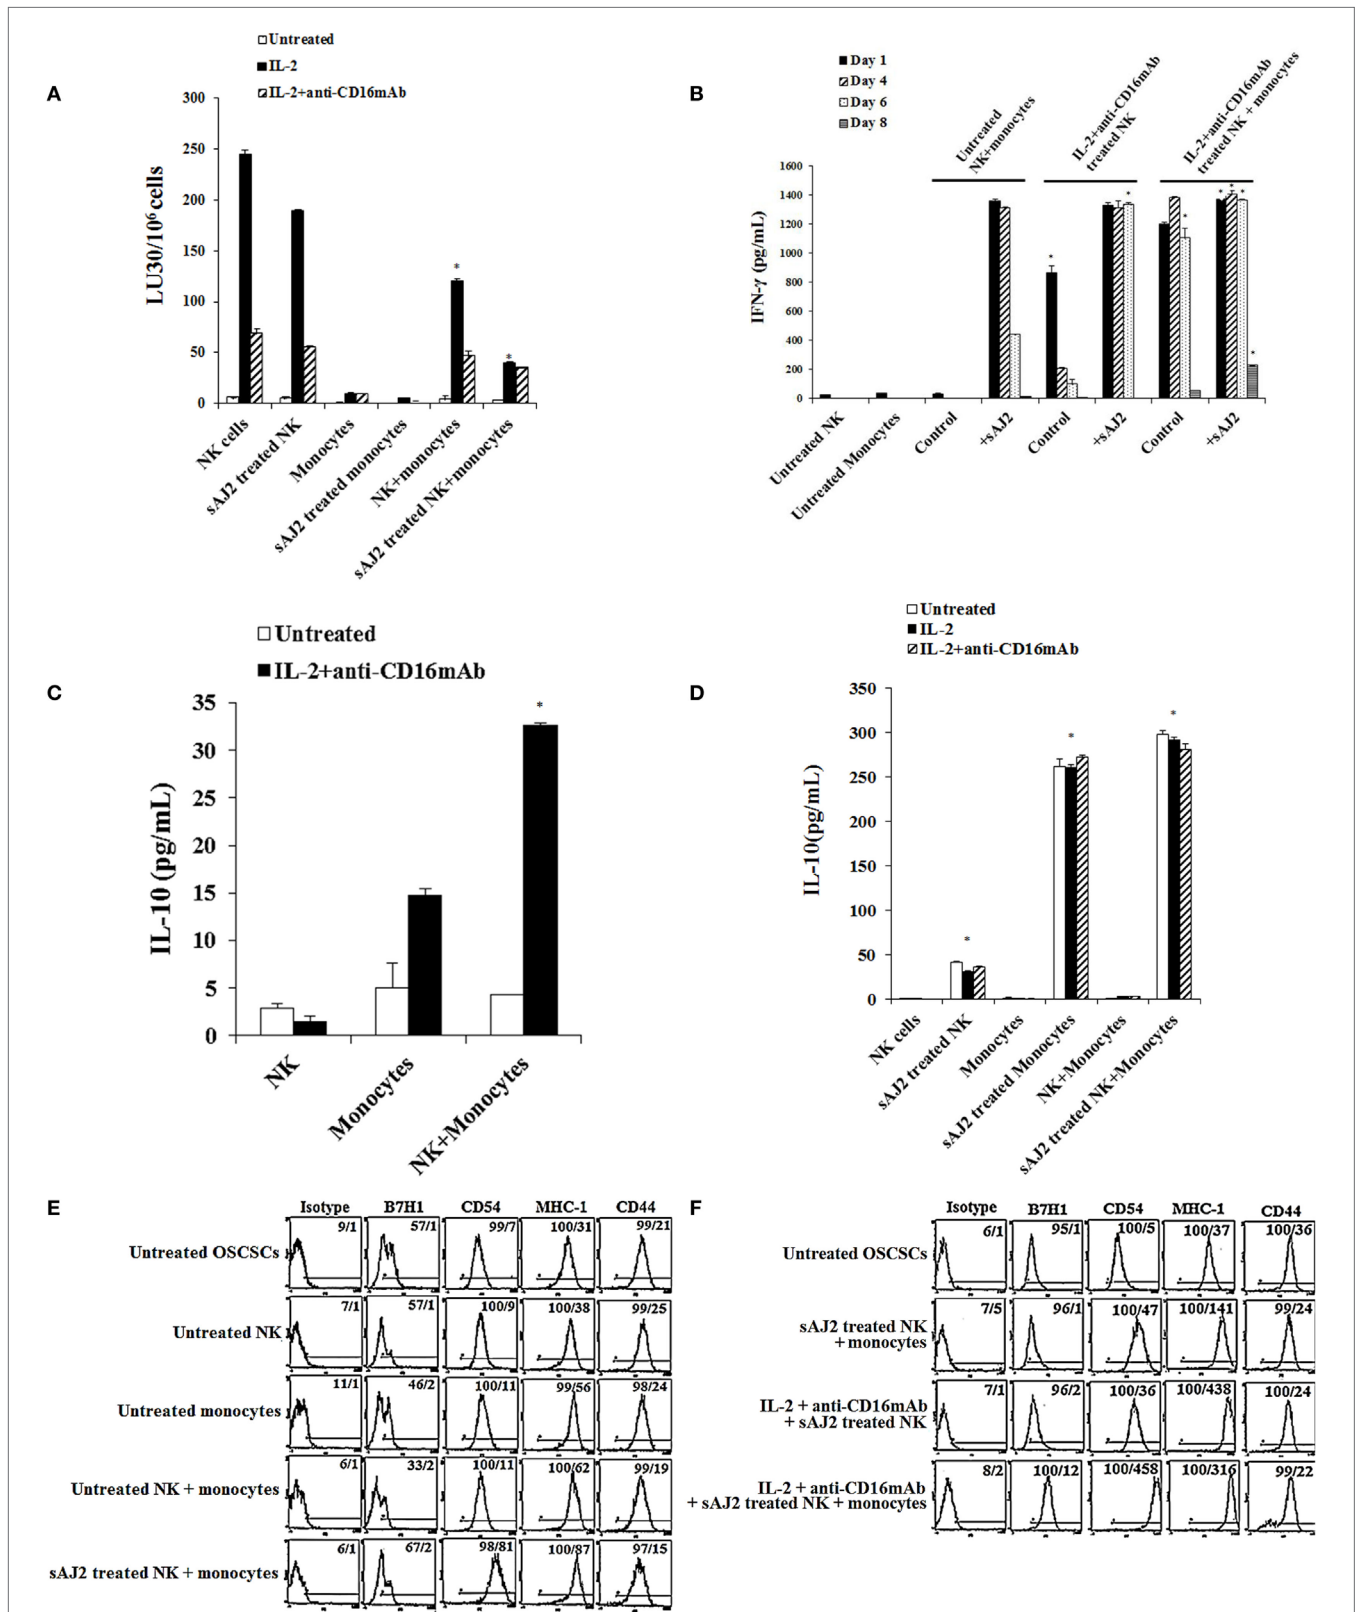 A
Untreated
IL-2
IL-2+anti-CD16mAb
LU30/10⁶ cells
300
250
200
150
100
50
0
NK cells
sAJ2 treated NK
Monocytes
sAJ2 treated monocytes
NK+monocytes
sAJ2 treated NK+monocytes
*
*
B
Day 1
Day 4
Day 6
Day 8
Untreated
NK+monocytes
IL-2+anti-CD16mAb
treated NK
IL-2+anti-CD16mAb
treated NK + monocytes
IFN-γ (pg/mL)
1600
1400
1200
1000
800
600
400
200
0
* * * * * * *
Untreated NK
Untreated Monocytes
Control
+sAJ2
Control
+sAJ2
Control
+sAJ2
C
Untreated
IL-2+anti-CD16mAb
IL-10 (pg/mL)
35
30
25
20
15
10
5
0
*
NK
Monocytes
NK+Monocytes
D
Untreated
IL-2
IL-2+anti-CD16mAb
IL-10(pg/mL)
350
300
250
200
150
100
50
0
* * *
NK cells
sAJ2 treated NK
Monocytes
sAJ2 treated Monocytes
NK+Monocytes
sAJ2 treated NK+Monocytes
E
Isotype B7H1 CD54 MHC-1 CD44
Untreated OSCSCs 9/1 57/1 99/7 100/31 99/21
Untreated NK 7/1 57/1 100/9 100/38 99/25
Untreated monocytes 11/1 46/2 100/11 99/56 98/24
Untreated NK + monocytes 6/1 33/2 100/11 100/62 99/19
sAJ2 treated NK + monocytes 6/1 67/2 98/81 100/87 97/15
F
Isotype B7H1 CD54 MHC-1 CD44
Untreated OSCSCs 6/1 95/1 100/5 100/37 100/36
sAJ2 treated NK
+ monocytes 7/5 96/1 100/47 100/141 99/24
IL-2 + anti-CD16mAb
+ sAJ2 treated NK 7/1 96/2 100/36 100/438 100/24
IL-2 + anti-CD16mAb
+ sAJ2 treated NK + monocytes 8/2 100/12 100/458 100/316 99/22